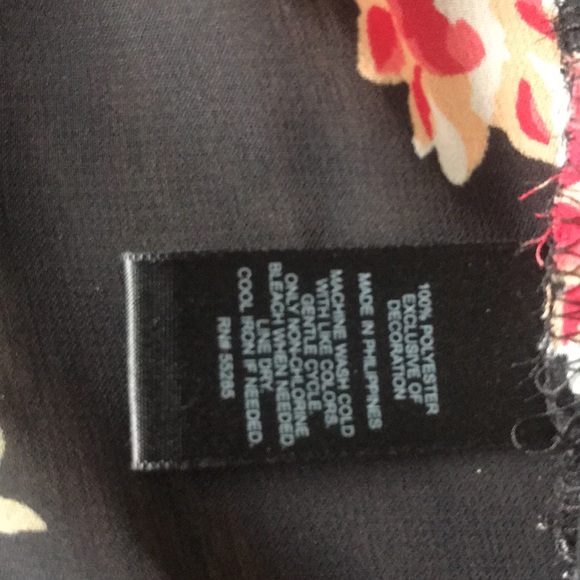 100% POLYESTER
EXCLUSIVE OF
DECORATION
MADE IN PHILIPPINES
MACHINE WASH COLD
WITH LIKE COLORS.
GENTLE CYCLE.
ONLY NON-CHLORINE
BLEACH WHEN NEEDED.
LINE DRY.
COOL IRON IF NEEDED.
RN# 55285